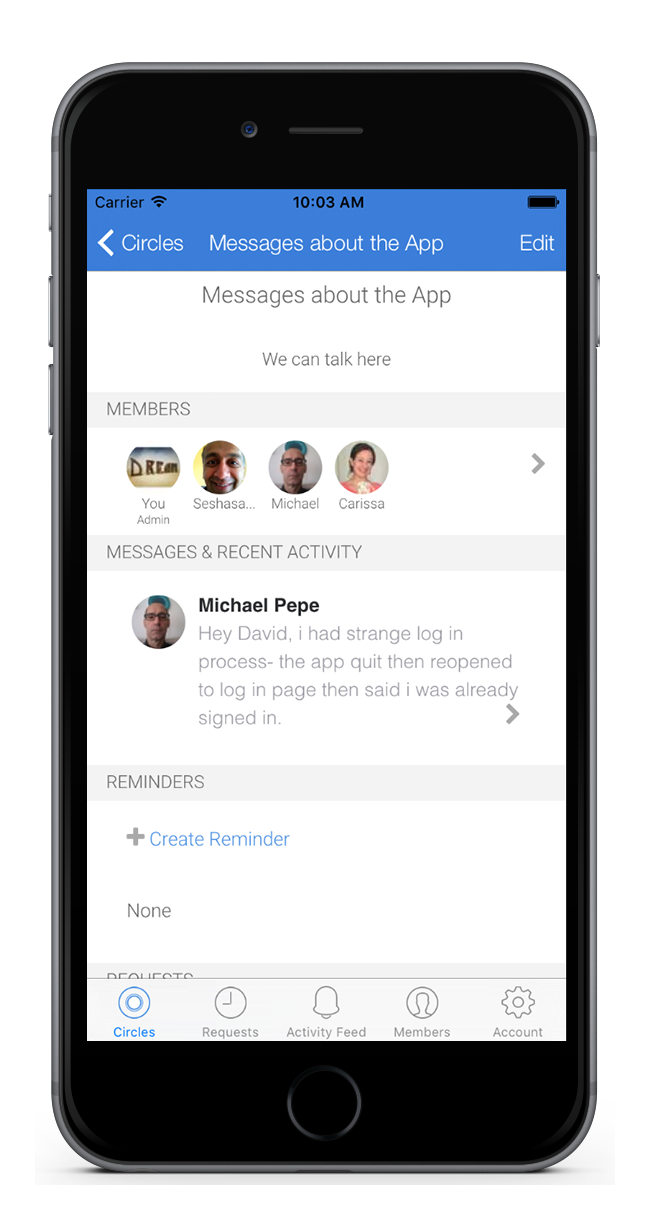 Carrier 10:03 AM
Circles Messages about the App Edit
Messages about the App
We can talk here
MEMBERS
DREAM
You Seshasa... Michael Carissa
Admin
MESSAGES & RECENT ACTIVITY
Michael Pepe
Hey David, i had strange log in
process- the app quit then reopened
to log in page then said i was already
signed in.
REMINDERS
Create Reminder
None
REQUESTS
Circles Requests Activity Feed Members Account